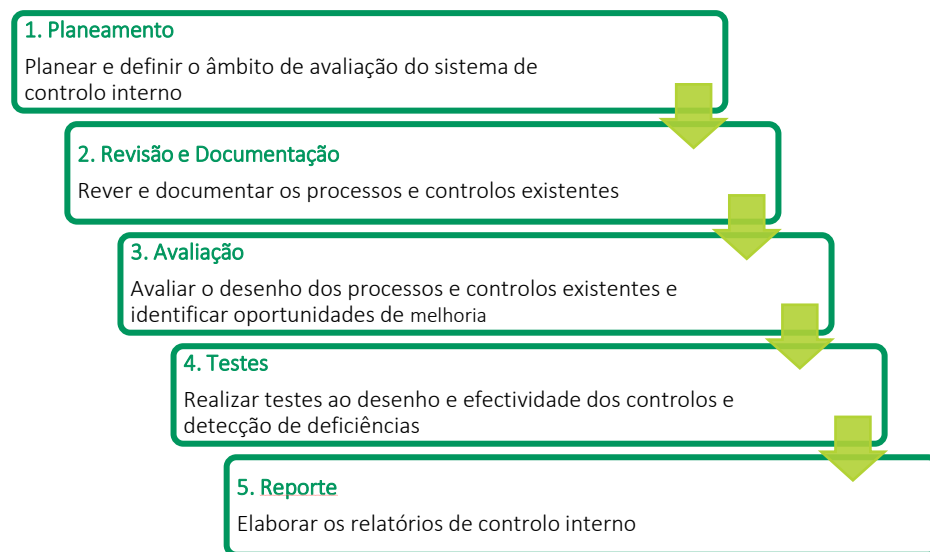 1. Planeamento
Planear e definir o âmbito de avaliação do sistema de
controlo interno
2. Revisão e Documentação
Rever e documentar os processos e controlos existentes
3. Avaliação
Avaliar o desenho dos processos e controlos existentes e
identificar oportunidades de melhoria
4. Testes
Realizar testes ao desenho e efectividade dos controlos e
detecção de deficiências
5. Reporte
Elaborar os relatórios de controlo interno